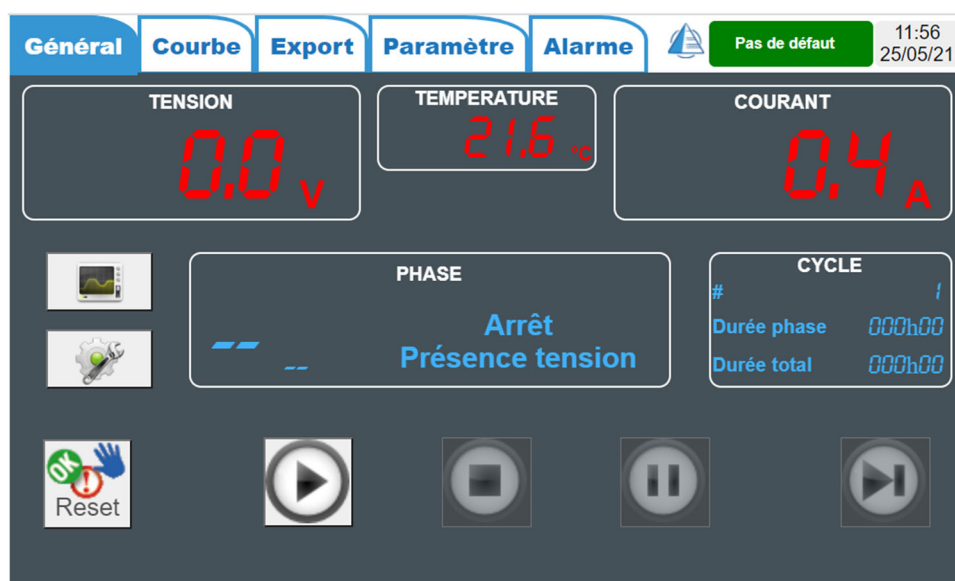 Général Courbe Export Paramètre Alarme Pas de défaut 11:56
25/05/21
TENSION
0.0 V
TEMPERATURE
21.6 °C
COURANT
0.4 A
PHASE
-- -- Arrêt
Présence tension
CYCLE
# 1
Durée phase 000h00
Durée total 000h00
OK
Reset